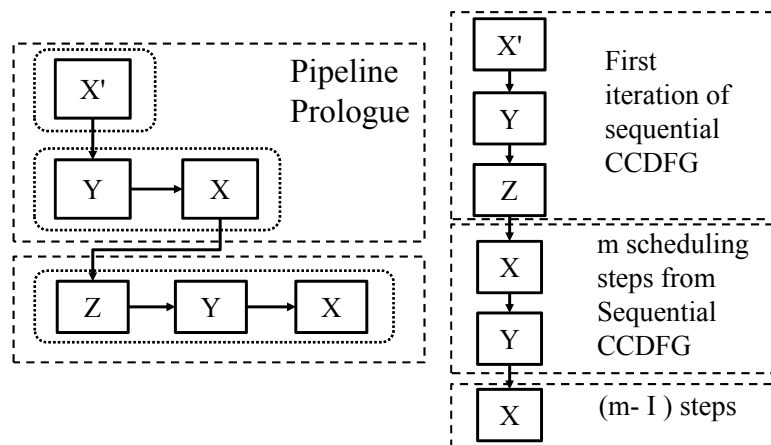 X'
Pipeline
Prologue
Y
X
Z
Y
X
X'
Y
Z
First
iteration of
sequential
CCDFG
X
Y
m scheduling
steps from
Sequential
CCDFG
X
(m- I ) steps